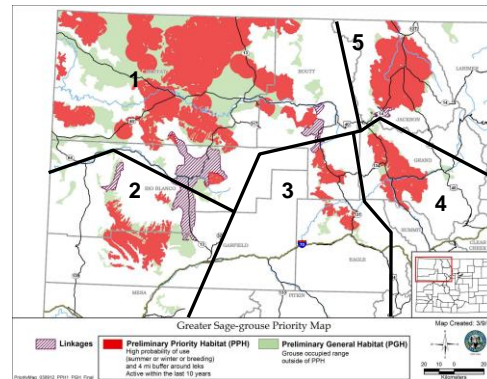 5
LARIMER
ROUTT
1
MOFFAT
JACKSON
GRAND
RIO BLANCO
2
3
4
GARFIELD
SUMMIT
CLEAR
CREEK
EAGLE
MESA
PITKIN
Greater Sage-grouse Priority Map
Map Created: 3/9/
Linkages
Preliminary Priority Habitat (PPH)
High probability of use
(summer or winter or breeding)
and 4 mi buffer around leks
Active within the last 10 years
Preliminary General Habitat (PGH)
Grouse occupied range
outside of PPH
Kilometers